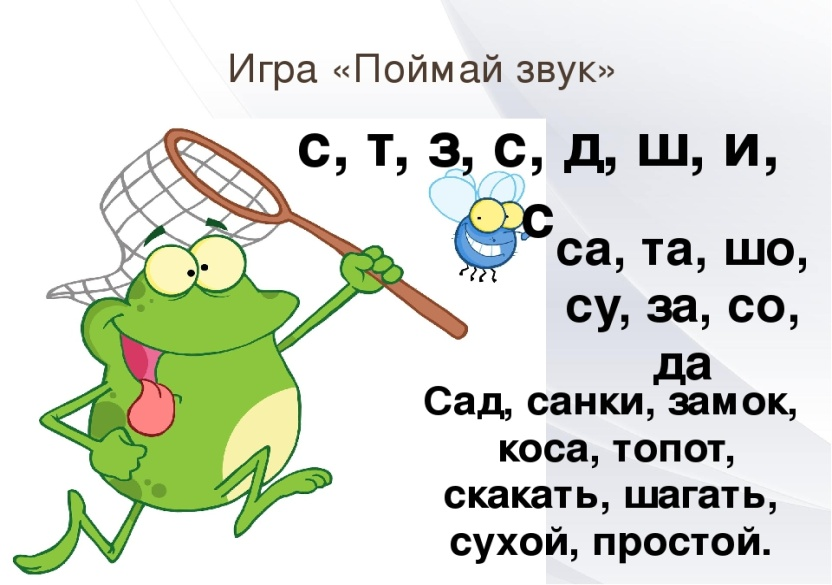 Игра «Поймай звук»
с, т, з, с, д, ш, и,
с
са, та, шо,
су, за, со,
да
Сад, санки, замок,
коса, топот,
скакать, шагать,
сухой, простой.